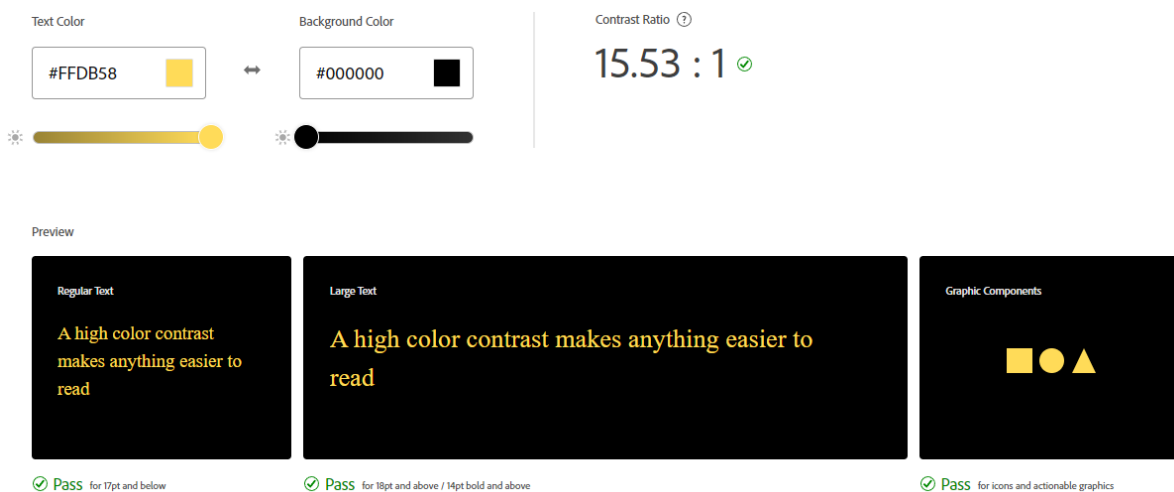 Text Color
Background Color
Contrast Ratio ?
#FFDB58
#000000
15.53 : 1
Preview
Regular Text
A high color contrast
makes anything easier to
read
Large Text
A high color contrast makes anything easier to
read
Graphic Components
Pass for 17pt and below
Pass for 18pt and above / 14pt bold and above
Pass for icons and actionable graphics